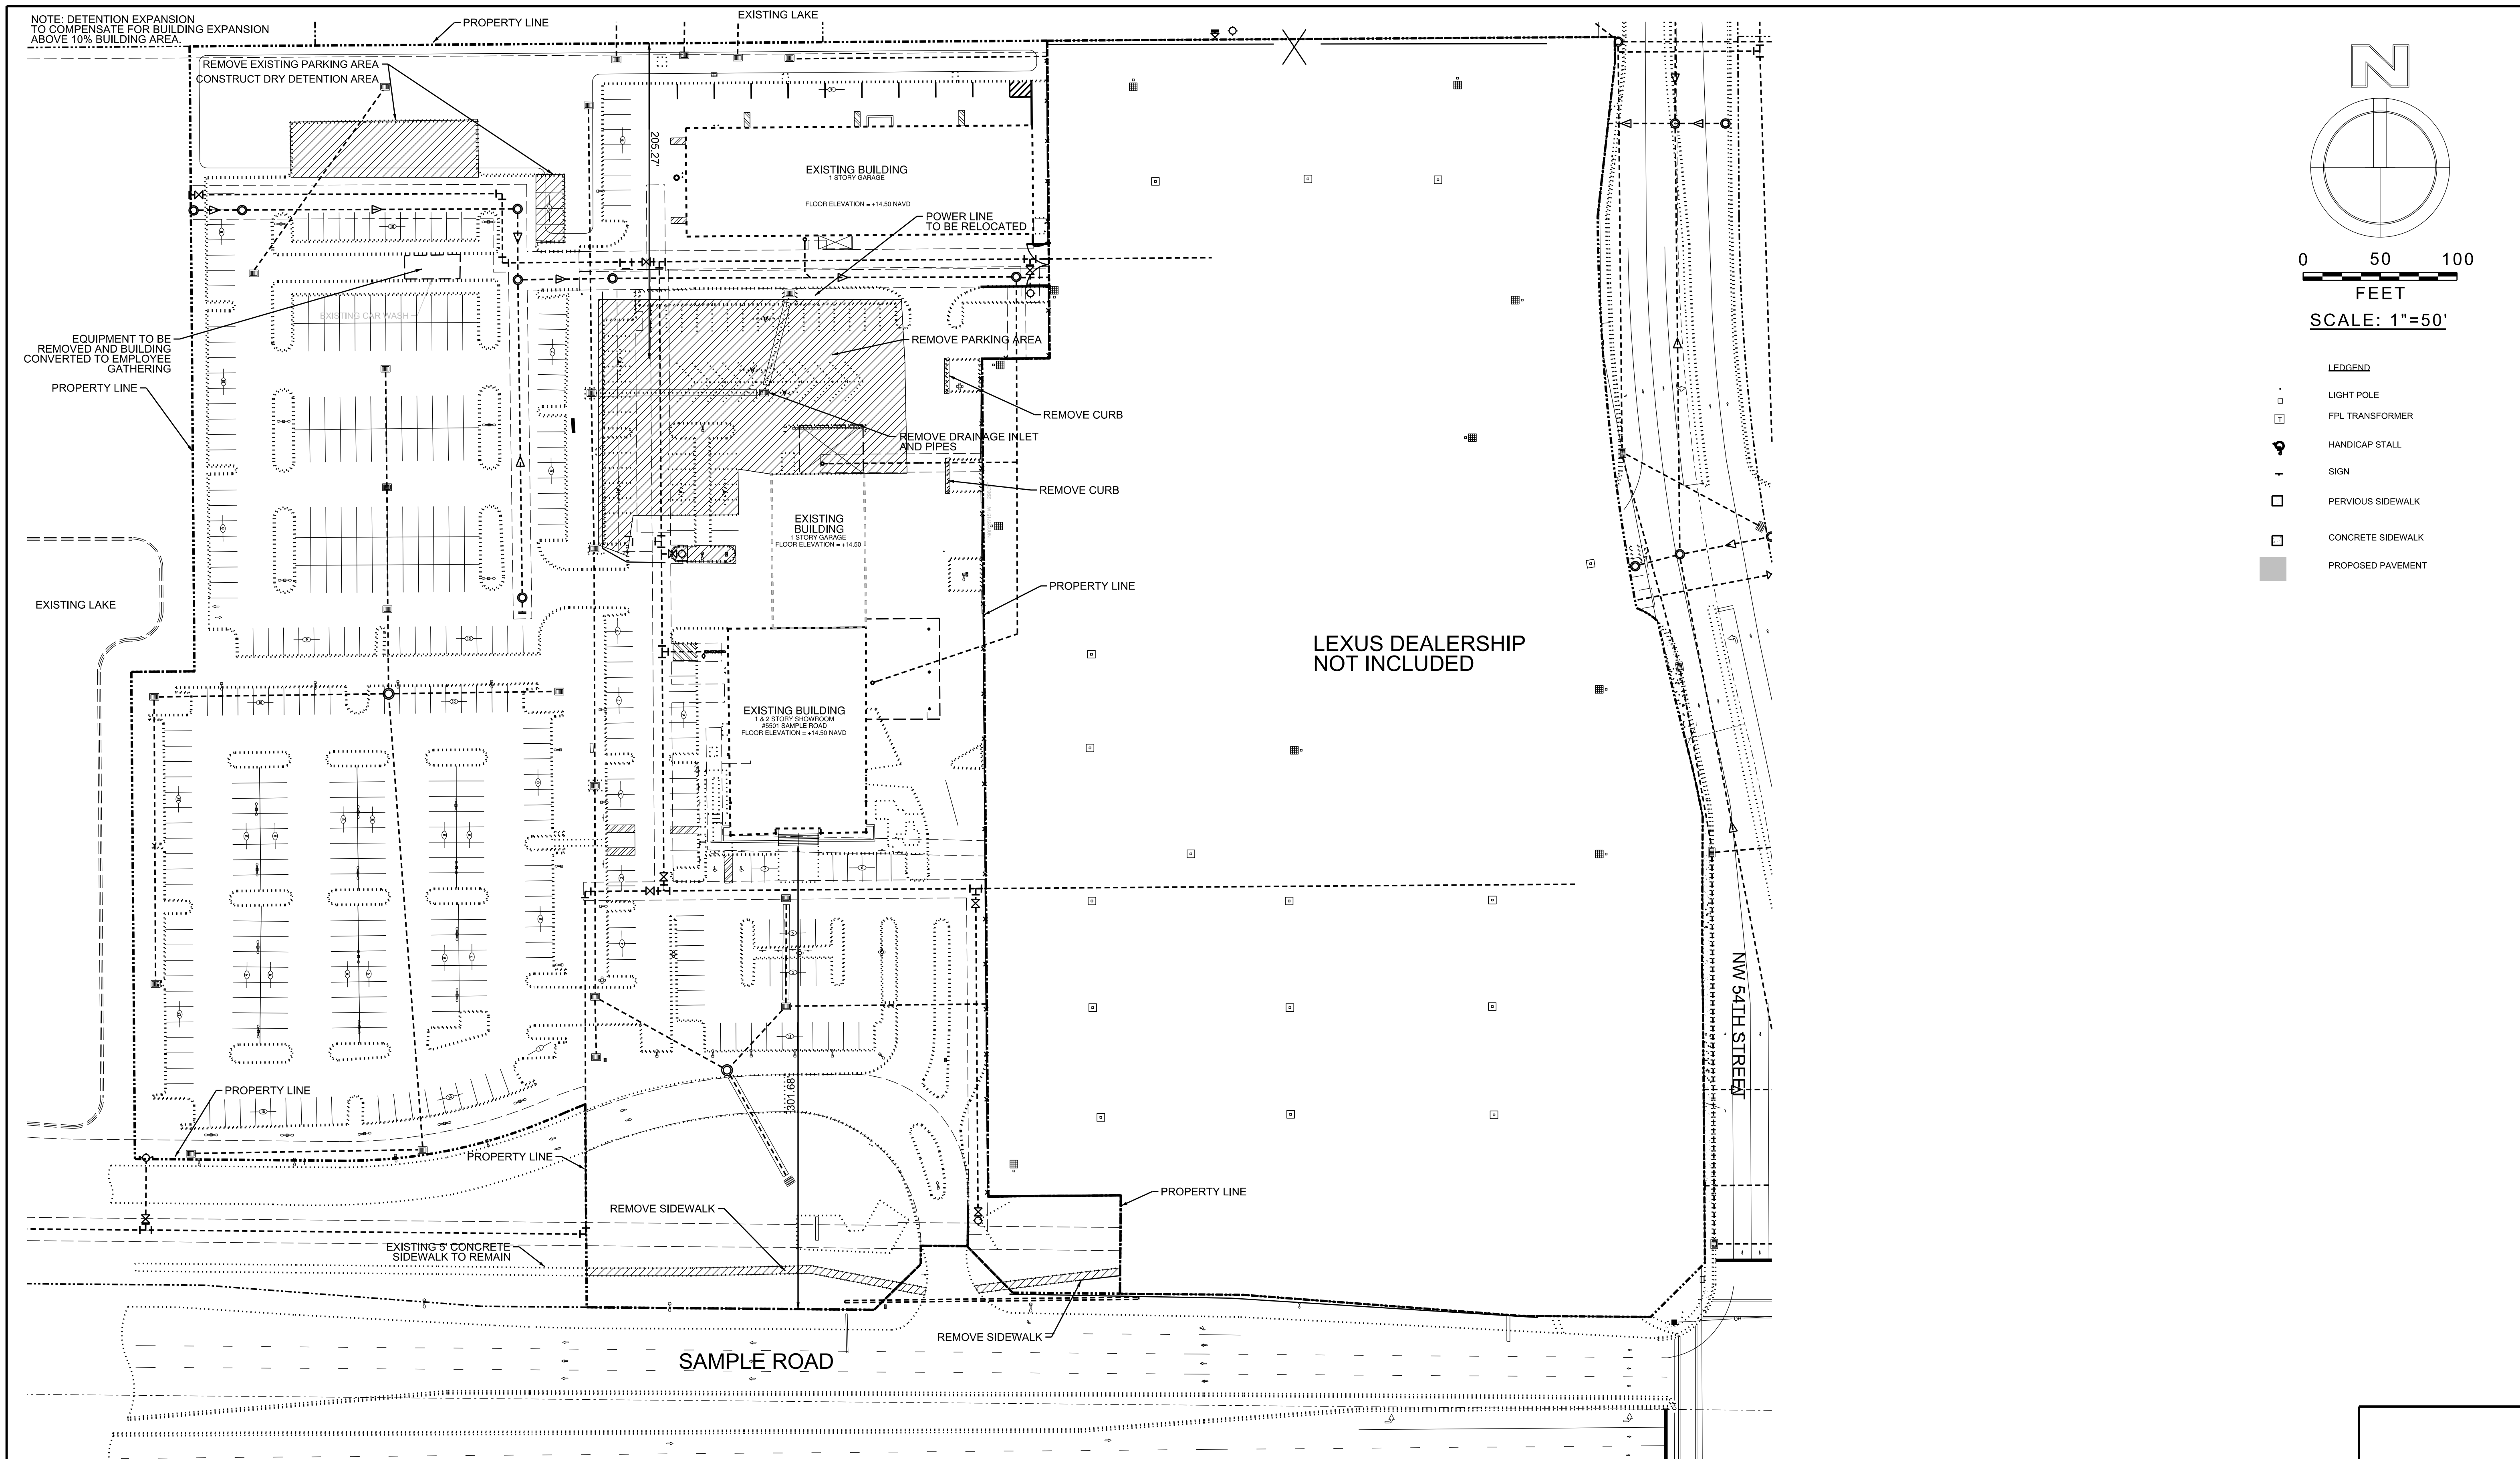 NOTE: DETENTION EXPANSION
TO COMPENSATE FOR BUILDING EXPANSION
ABOVE 10% BUILDING AREA.
PROPERTY LINE
EXISTING LAKE
REMOVE EXISTING PARKING AREA
CONSTRUCT DRY DETENTION AREA
205.27'
EXISTING BUILDING
1 STORY GARAGE
FLOOR ELEVATION = +14.50 NAVD
POWER LINE
TO BE RELOCATED
EXISTING CAR WASH
EQUIPMENT TO BE
REMOVED AND BUILDING
CONVERTED TO EMPLOYEE
GATHERING
PROPERTY LINE
REMOVE PARKING AREA
REMOVE CURB
REMOVE DRAINAGE INLET
AND PIPES
REMOVE CURB
EXISTING
BUILDING
1 STORY GARAGE
FLOOR ELEVATION = +14.50
PROPERTY LINE
EXISTING LAKE
LEXUS DEALERSHIP
NOT INCLUDED
EXISTING BUILDING
1 & 2 STORY SHOWROOM
#5501 SAMPLE ROAD
FLOOR ELEVATION = +14.50 NAVD
NW 54TH STREET
301.68'
PROPERTY LINE
PROPERTY LINE
PROPERTY LINE
REMOVE SIDEWALK
EXISTING 5' CONCRETE
SIDEWALK TO REMAIN
REMOVE SIDEWALK
SAMPLE ROAD
N
0 50 100
FEET
SCALE: 1"=50'
LEDGEND
LIGHT POLE
T
FPL TRANSFORMER
HANDICAP STALL
SIGN
PERVIOUS SIDEWALK
CONCRETE SIDEWALK
PROPOSED PAVEMENT